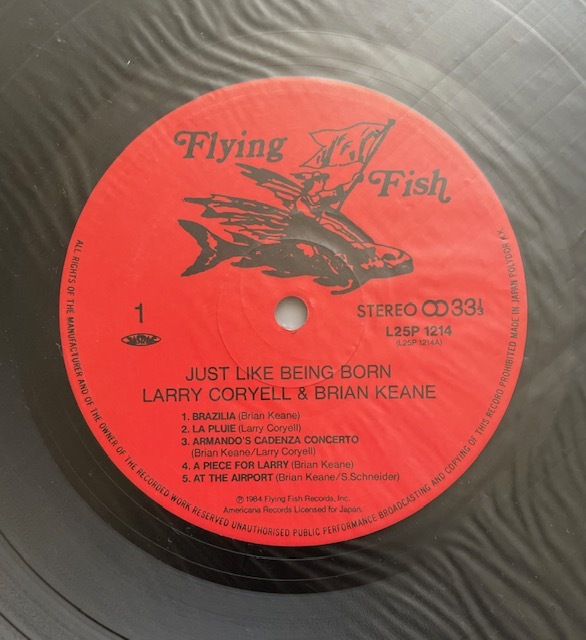 Flying
Fish
1
STEREO 33 1/3
L25P 1214
(L25P 1214A)
JUST LIKE BEING BORN
LARRY CORYELL & BRIAN KEANE
1. BRAZILIA (Brian Keane)
2. LA PLUIE (Larry Coryell)
3. ARMANDO'S CADENZA CONCERTO
(Brian Keane/Larry Coryell)
4. A PIECE FOR LARRY (Brian Keane)
5. AT THE AIRPORT (Brian Keane/S.Schneider)
Ⓟ 1984 Flying Fish Records, Inc.
Americana Records Licensed for Japan.
ALL RIGHTS OF THE MANUFACTURER AND OF THE OWNER OF THE RECORDED WORK RESERVED UNAUTHORISED PUBLIC PERFORMANCE BROADCASTING AND COPYING OF THIS RECORD PROHIBITED MADE IN JAPAN POLYDOR K.K.